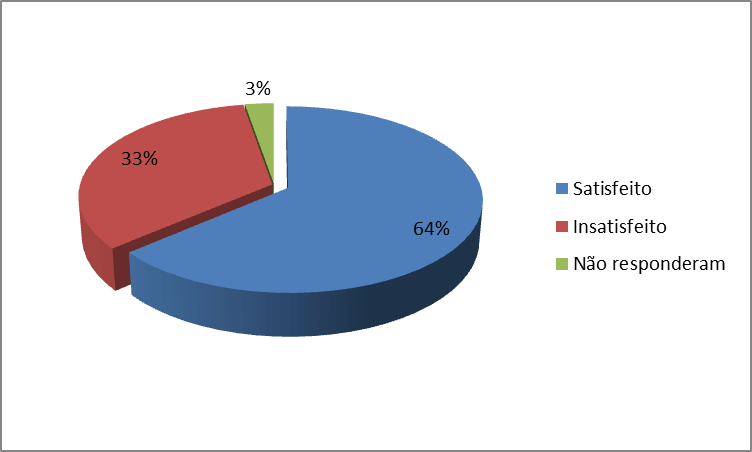 3%
33%
64%
Satisfeito
Insatisfeito
Não responderam